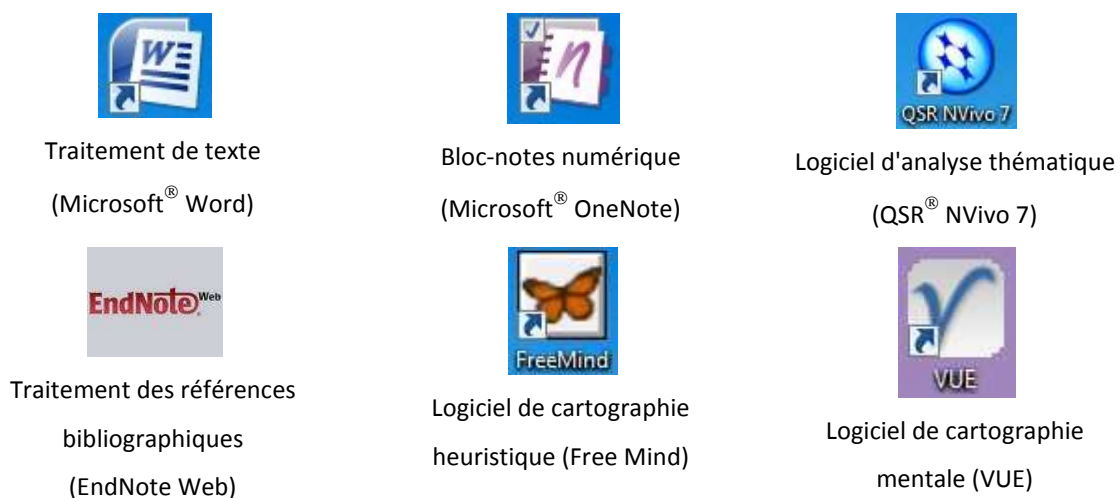 W
n
QSR NVivo 7
Traitement de texte
(Microsoft® Word)
Bloc-notes numérique
(Microsoft® OneNote)
Logiciel d'analyse thématique
(QSR® NVivo 7)
EndNote® Web
FreeMind
VUE
Traitement des références
bibliographiques
(EndNote Web)
Logiciel de cartographie
heuristique (Free Mind)
Logiciel de cartographie
mentale (VUE)